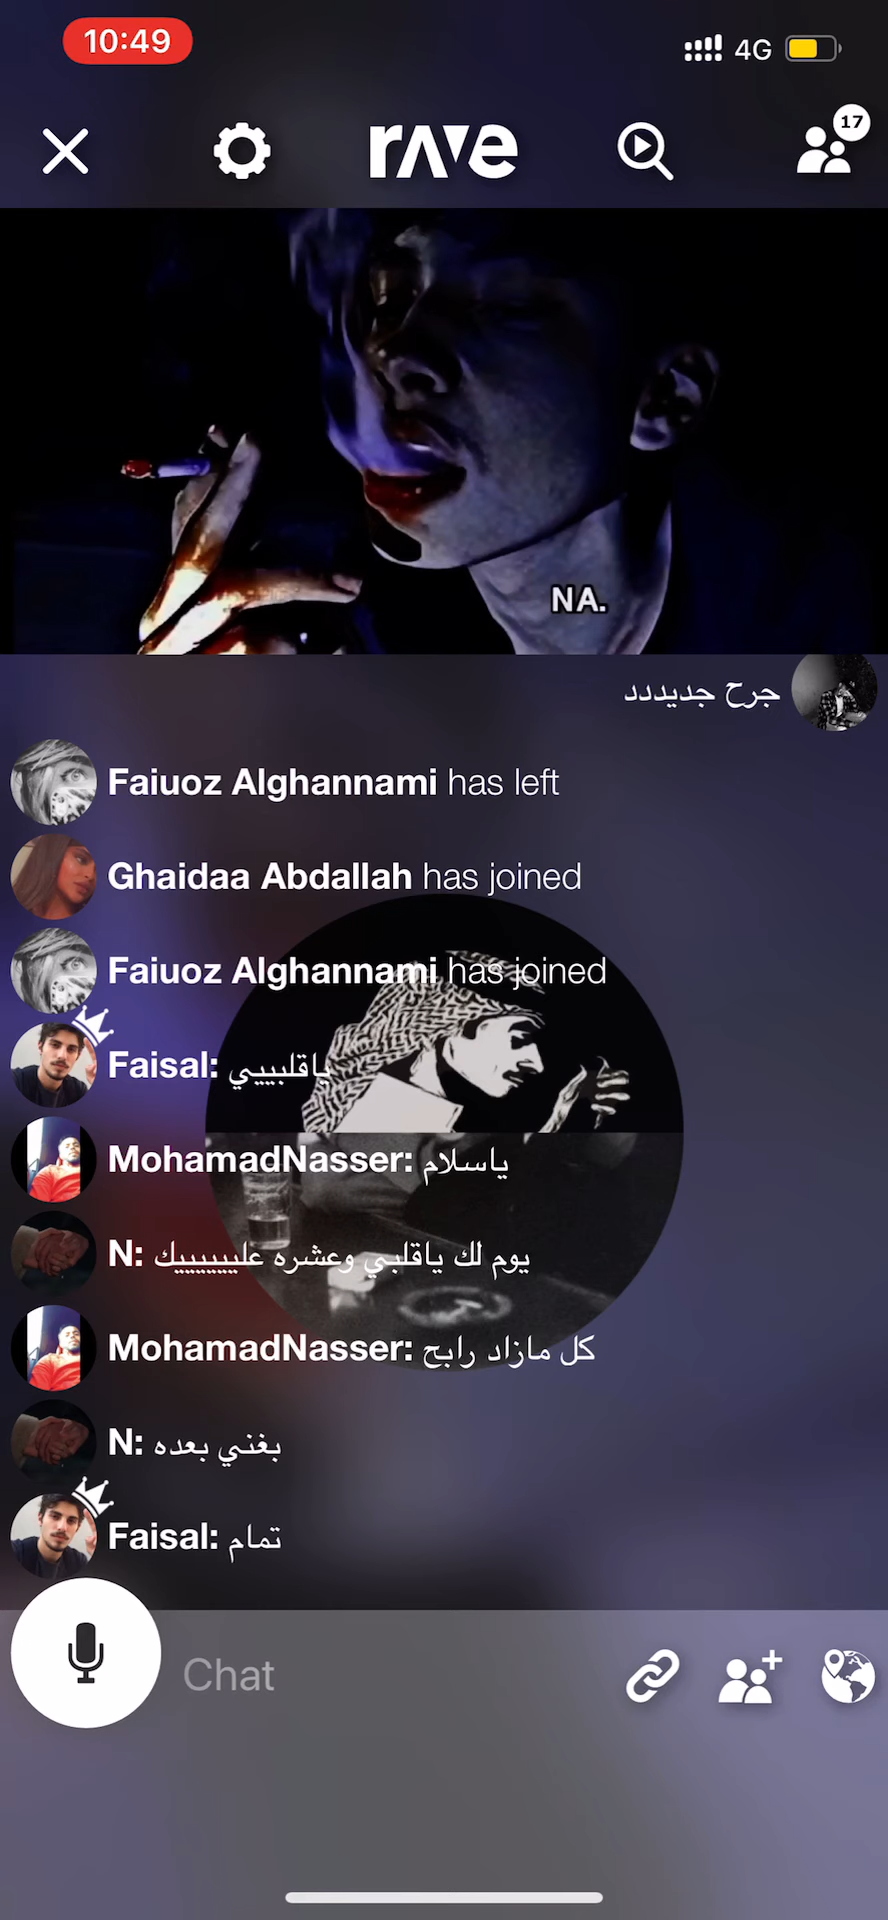 10:49
4G
rave
17
NA.
جرح جديددد
Faiuoz Alghannami has left
Ghaidaa Abdallah has joined
Faiuoz Alghannami has joined
Faisal: ياقلبييي
MohamadNasser: ياسلام
N: يوم لك ياقلبي وعشره علييييييك
MohamadNasser: كل مازاد رابح
N: بغني بعده
Faisal: تمام
Chat